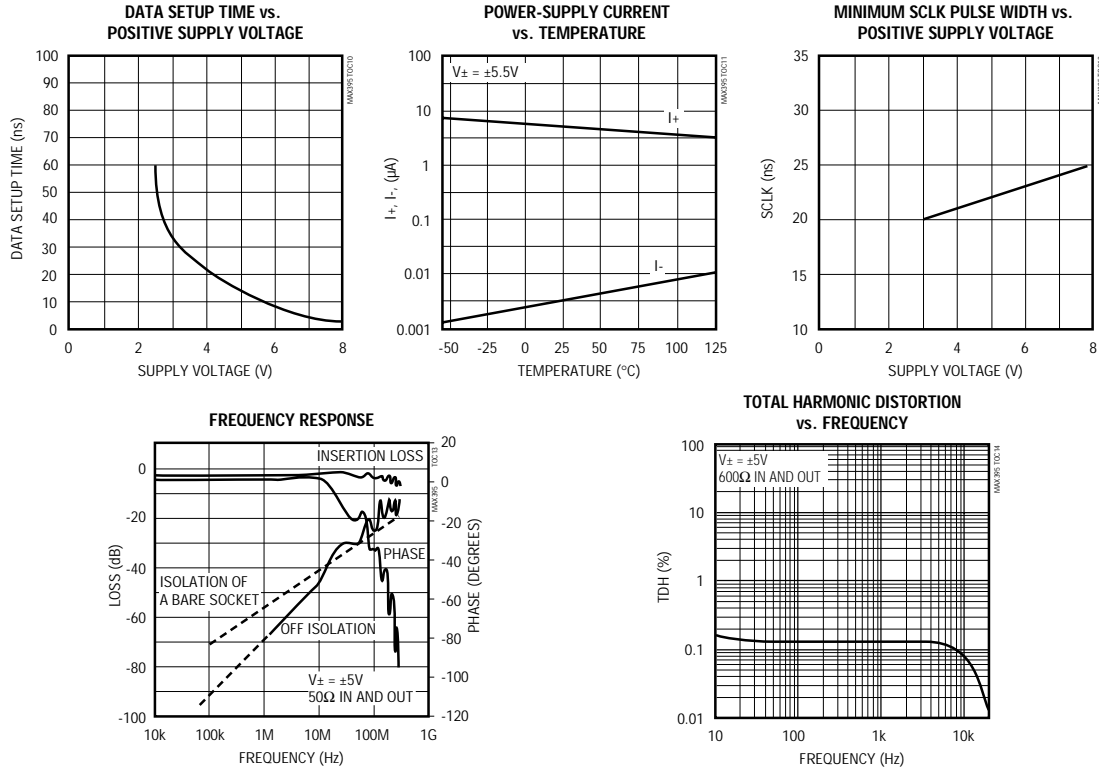 DATA SETUP TIME vs.
POSITIVE SUPPLY VOLTAGE
100
90
80
70
60
50
40
30
20
10
0
DATA SETUP TIME (ns)
0
2
4
6
8
SUPPLY VOLTAGE (V)
MAX395 TOC10
POWER-SUPPLY CURRENT
vs. TEMPERATURE
V± = ±5.5V
100
10
1
0.1
0.01
0.001
I+, I-, (µA)
I+
I-
-50
-25
0
25
50
75
100
125
TEMPERATURE (°C)
MAX395 TOC11
MINIMUM SCLK PULSE WIDTH vs.
POSITIVE SUPPLY VOLTAGE
35
30
25
20
15
10
SCLK (ns)
0
2
4
6
8
SUPPLY VOLTAGE (V)
FREQUENCY RESPONSE
0
-20
-40
-60
-80
-100
LOSS (dB)
INSERTION LOSS
PHASE
ISOLATION OF
A BARE SOCKET
OFF ISOLATION
V± = ±5V
50Ω IN AND OUT
20
0
-20
-40
-60
-80
-100
-120
PHASE (DEGREES)
MAX395 TOC13
10k
100k
1M
10M
100M
1G
FREQUENCY (Hz)
TOTAL HARMONIC DISTORTION
vs. FREQUENCY
V± = ±5V
600Ω IN AND OUT
100
10
1
0.1
0.01
TDH (%)
10
100
1k
10k
FREQUENCY (Hz)
MAX395 TOC14